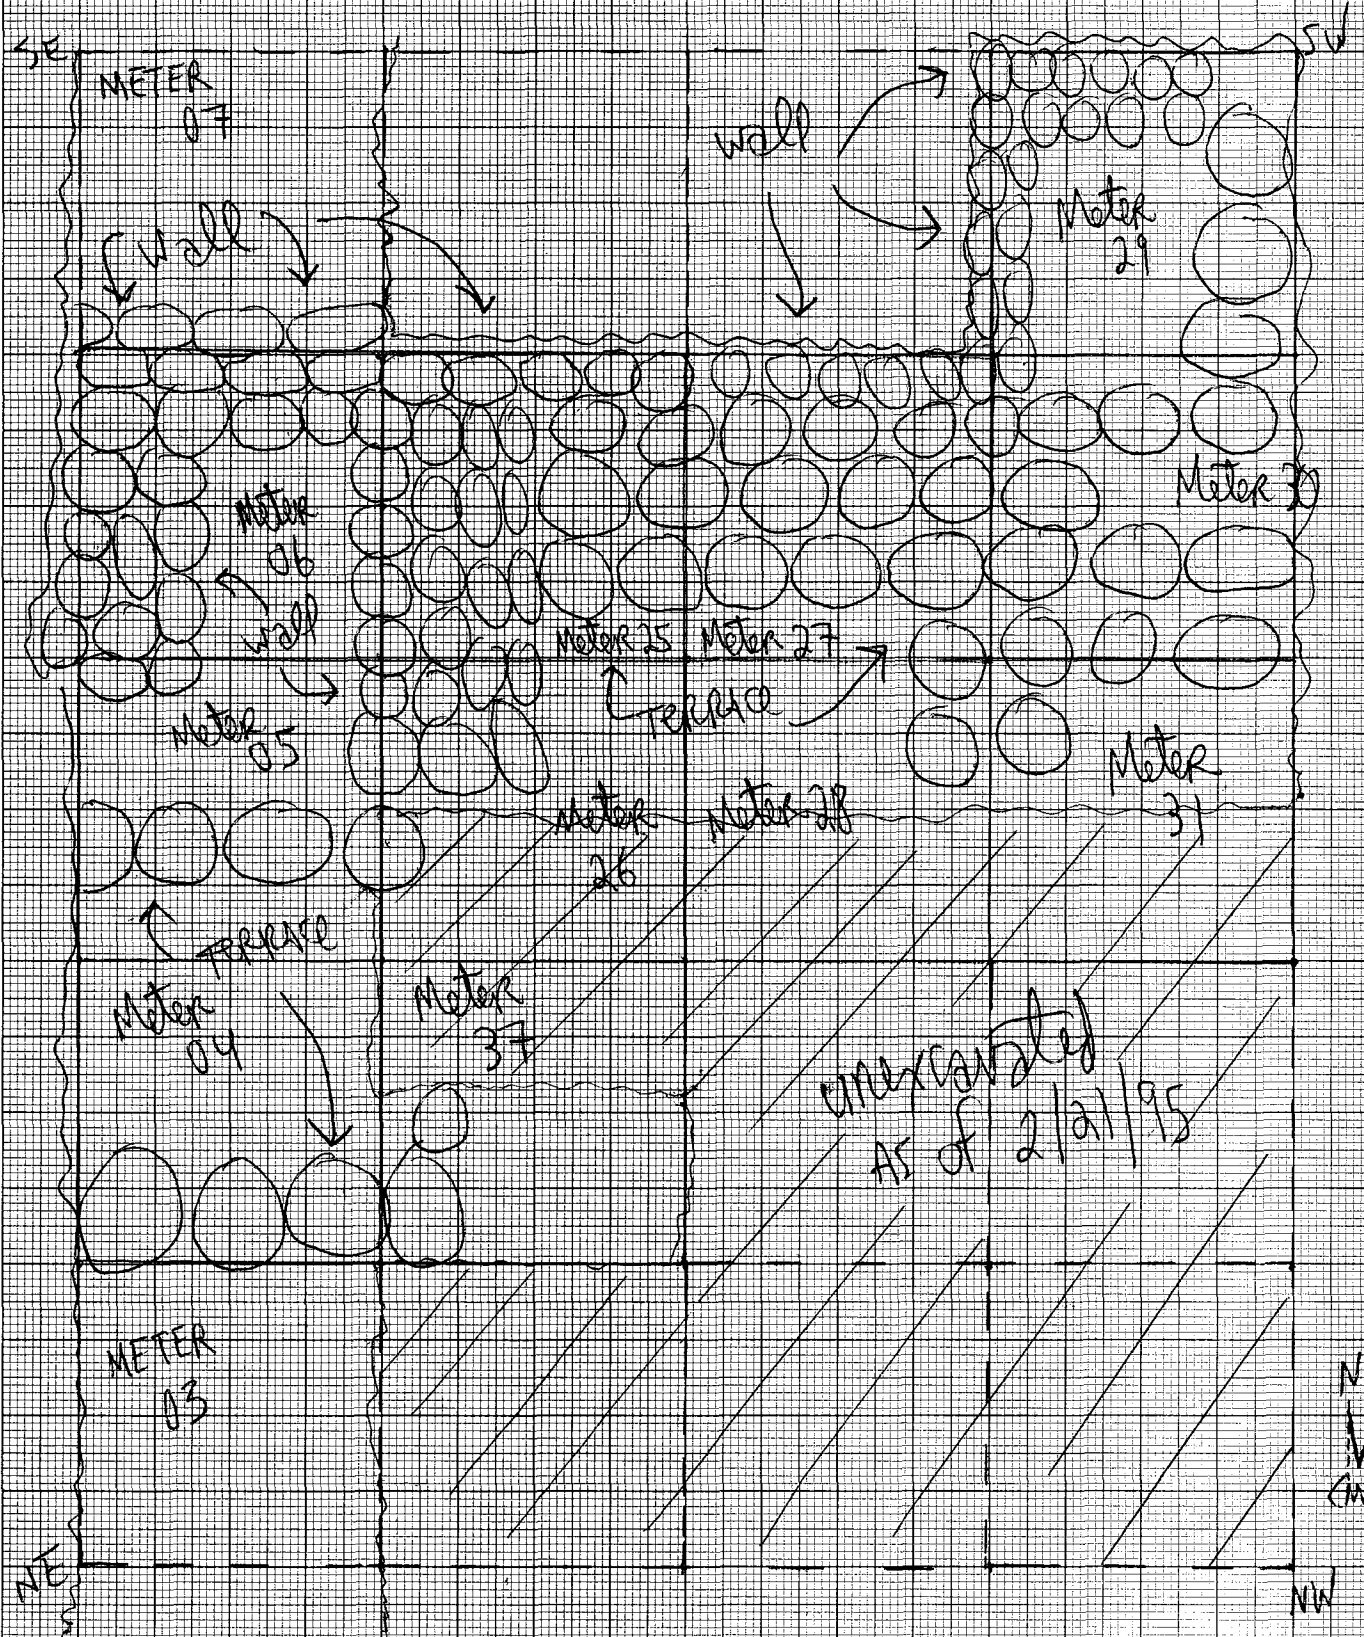 SE
SW
METER
07
wall
Meter
29
wall
Meter 30
Meter
06
wall
Meter 25
Meter 27
TERRACE
Meter
05
Meter
31
Meter
26
Meter 28
TERRACE
Meter
04
Meter
37
unexcavated
As of 2/21/95
METER
03
N
NE
NW